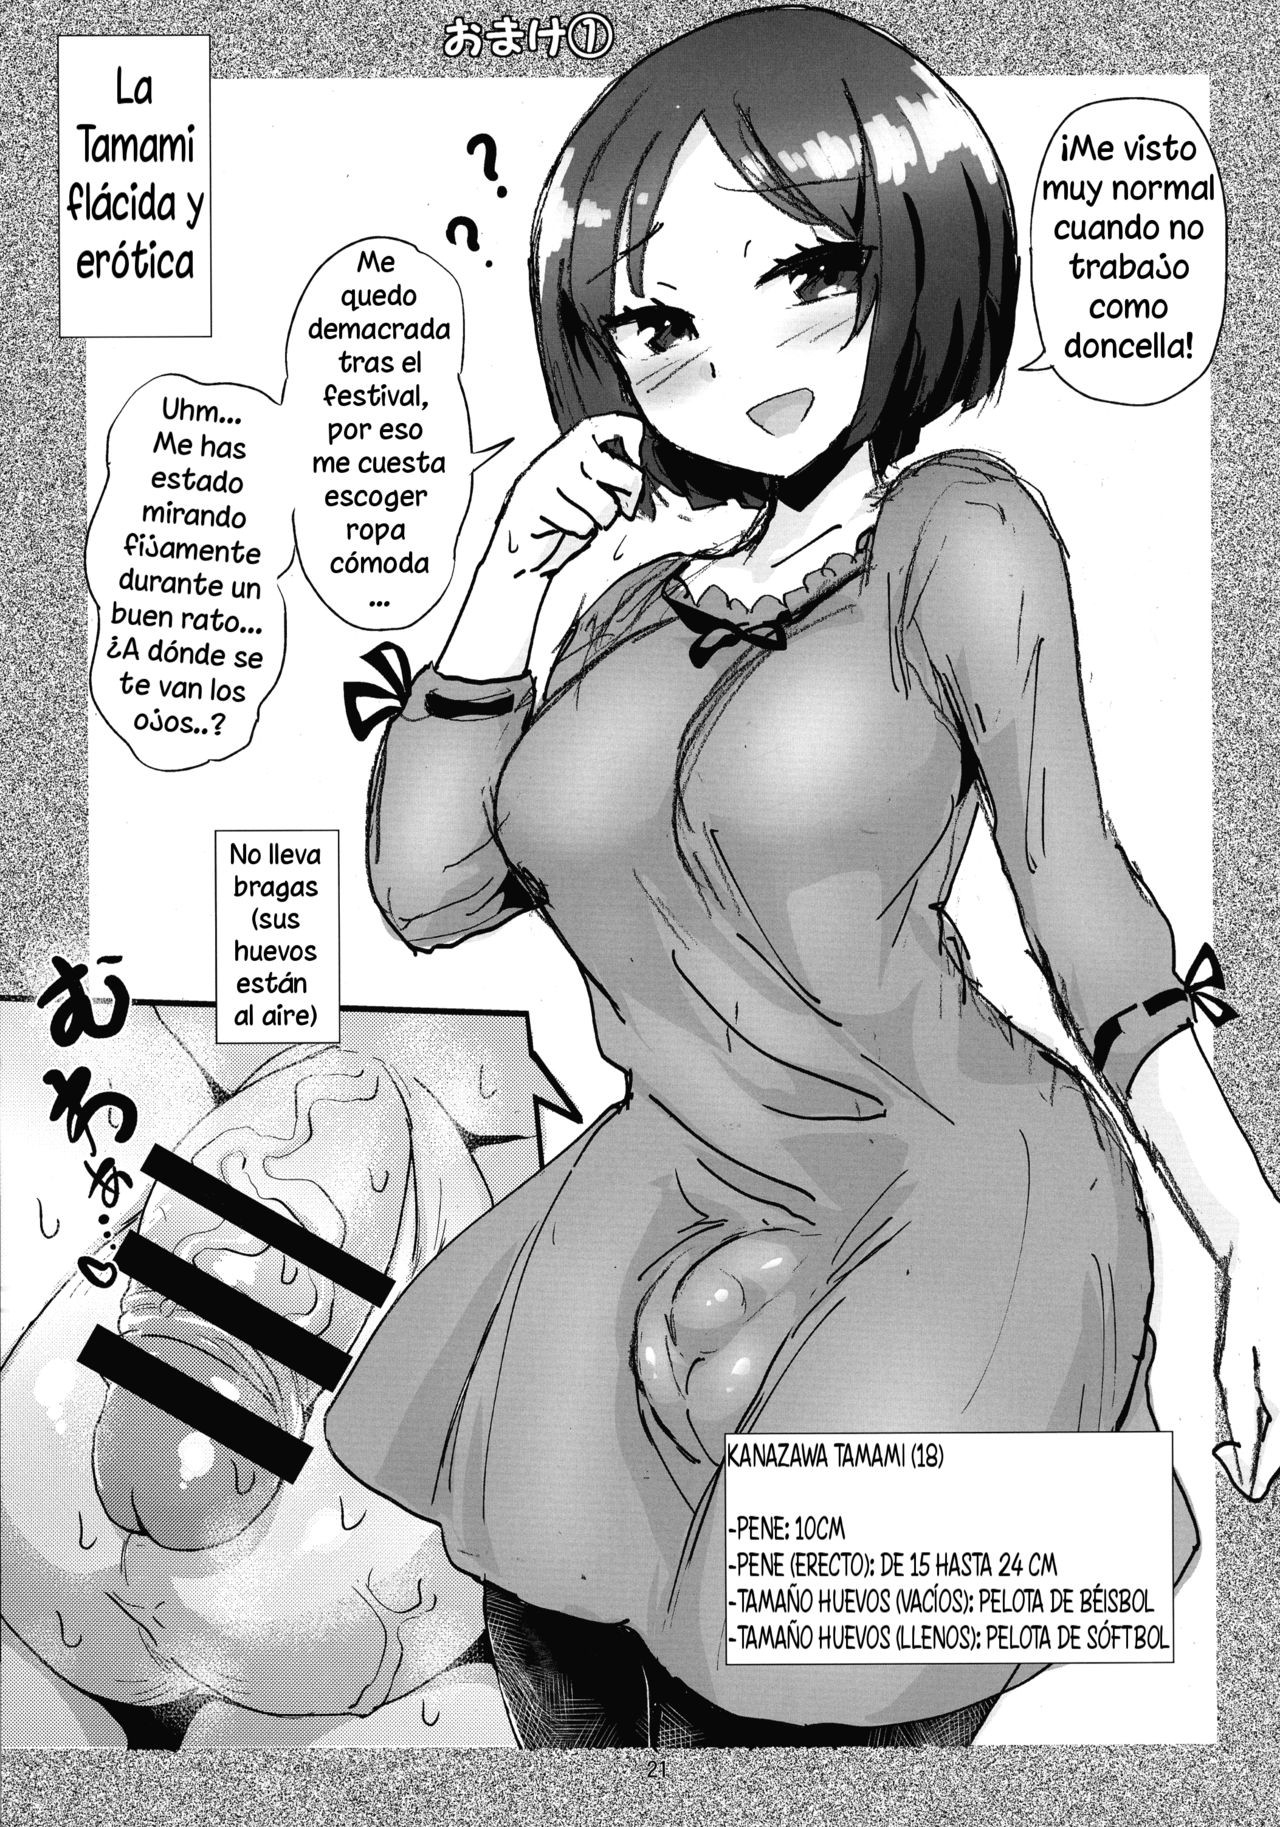 おまけ①
La
Tamami
flácida y
erótica
¡Me visto
muy normal
cuando no
trabajo
como
doncella!
? ?
Me
quedo
demacrada
tras el
festival,
por eso
me cuesta
escoger
ropa
cómoda
...
Uhm...
Me has
estado
mirando
fijamente
durante un
buen rato...
¿A dónde se
te van los
ojos..?
No lleva
bragas
(sus
huevos
están
al aire)
むわぁ…♡
KANAZAWA TAMAMI (18)
-PENE: 10CM
-PENE (ERECTO): DE 15 HASTA 24 CM
-TAMAÑO HUEVOS (VACÍOS): PELOTA DE BÉISBOL
-TAMAÑO HUEVOS (LLENOS): PELOTA DE SÓFTBOL
21